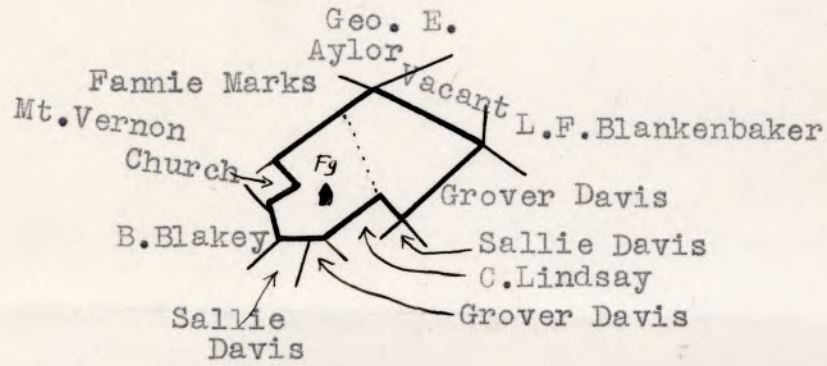 Geo. E.
Aylor
Fannie Marks
Vacant
Mt.Vernon
Church
L.F.Blankenbaker
Fg
Grover Davis
B.Blakey
Sallie Davis
C.Lindsay
Grover Davis
Sallie
Davis